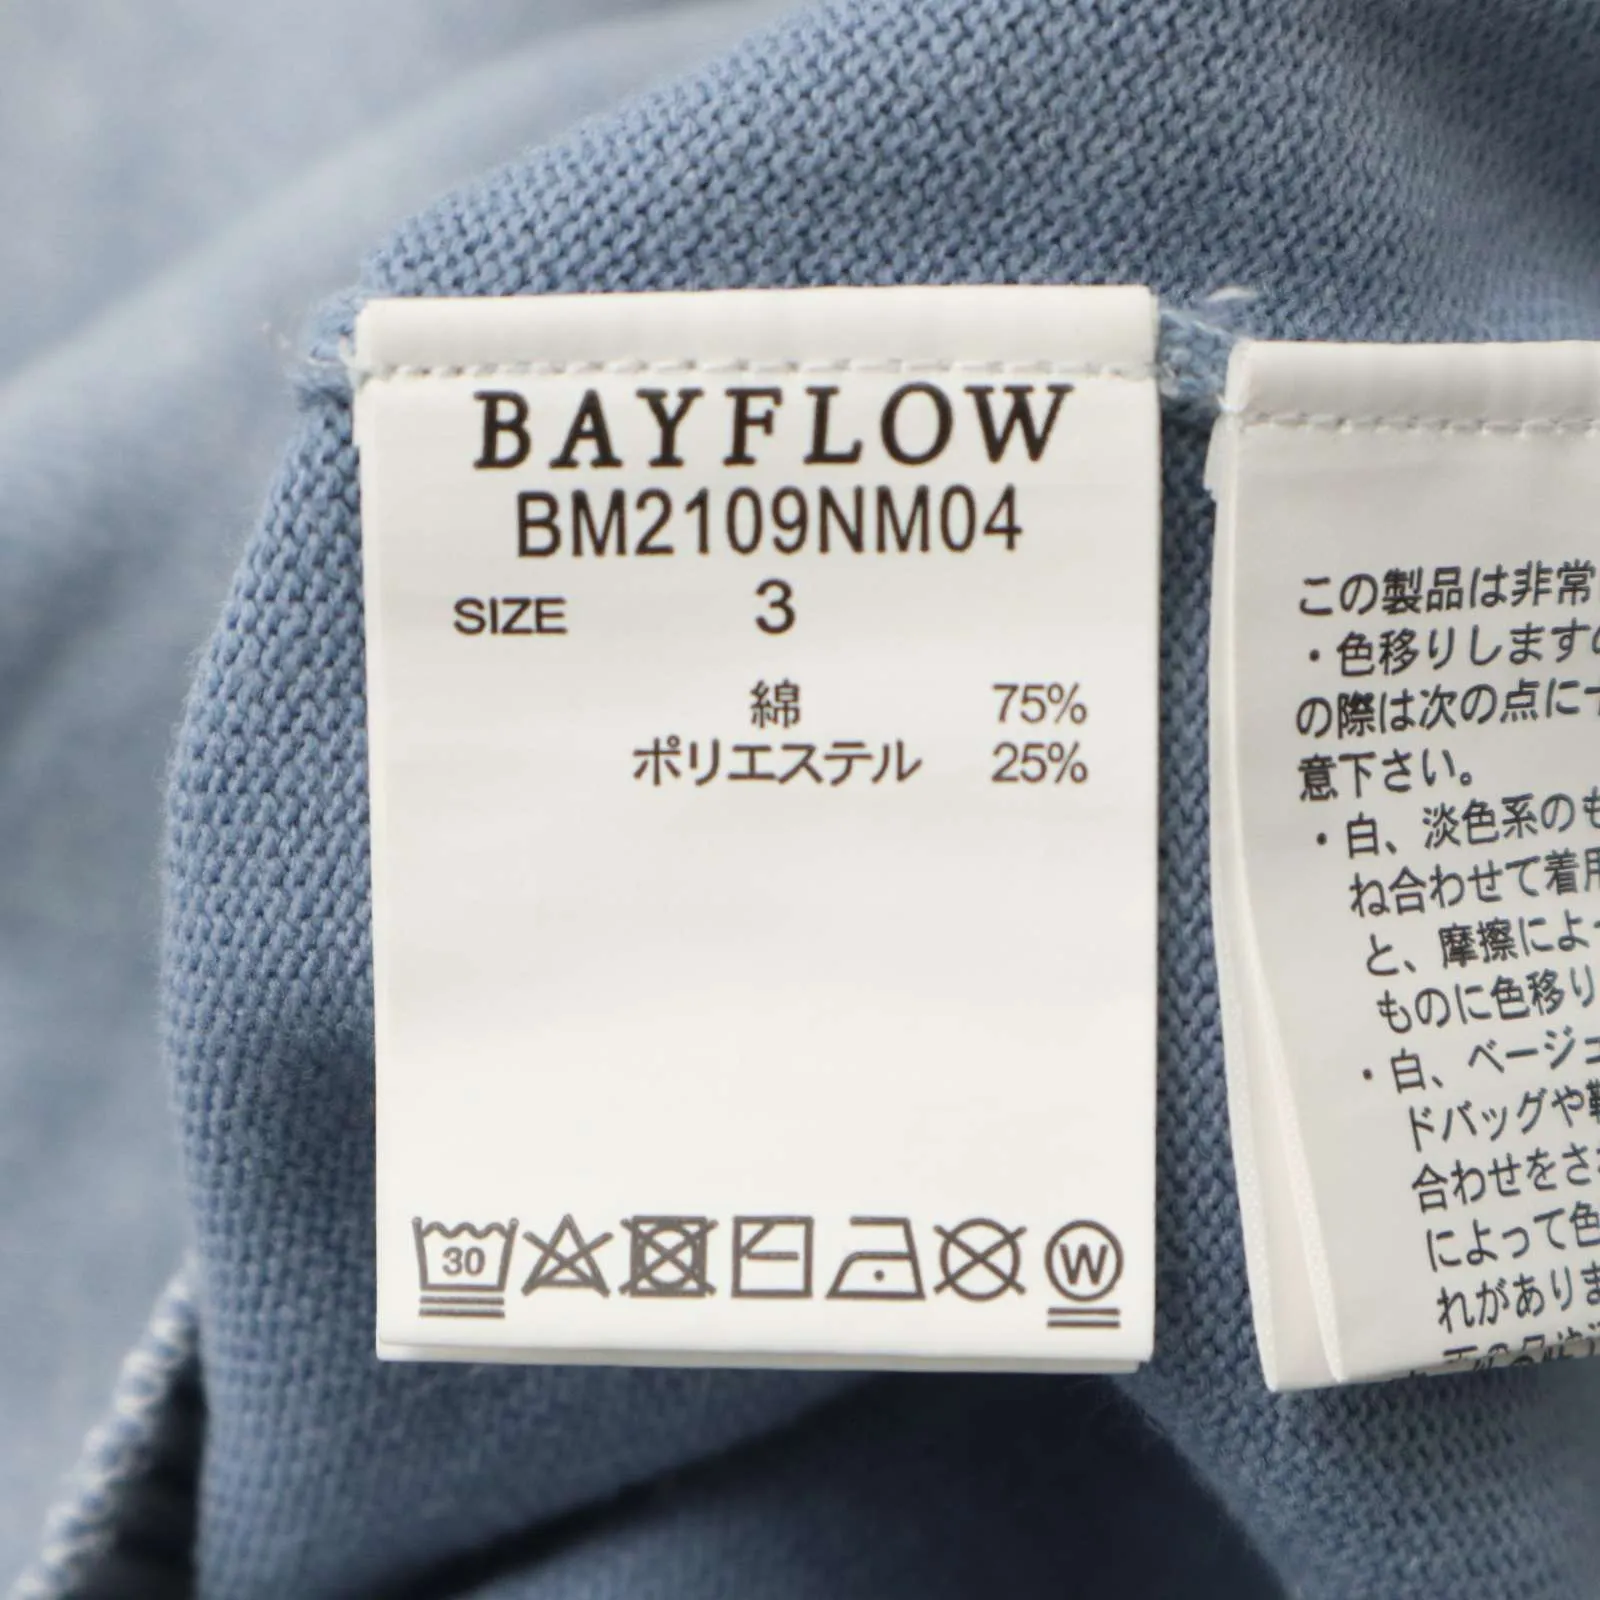 BAYFLOW
BM2109NM04
SIZE 3
綿 75%
ポリエステル 25%
30
W
この製品は非常
・色移りします
の際は次の点に
意下さい。
・白、淡色系のも
ね合わせて着用
と、摩擦によっ
ものに色移り
・白、ベージュ
ドバッグや
合わせをさ
によって色
れがありま